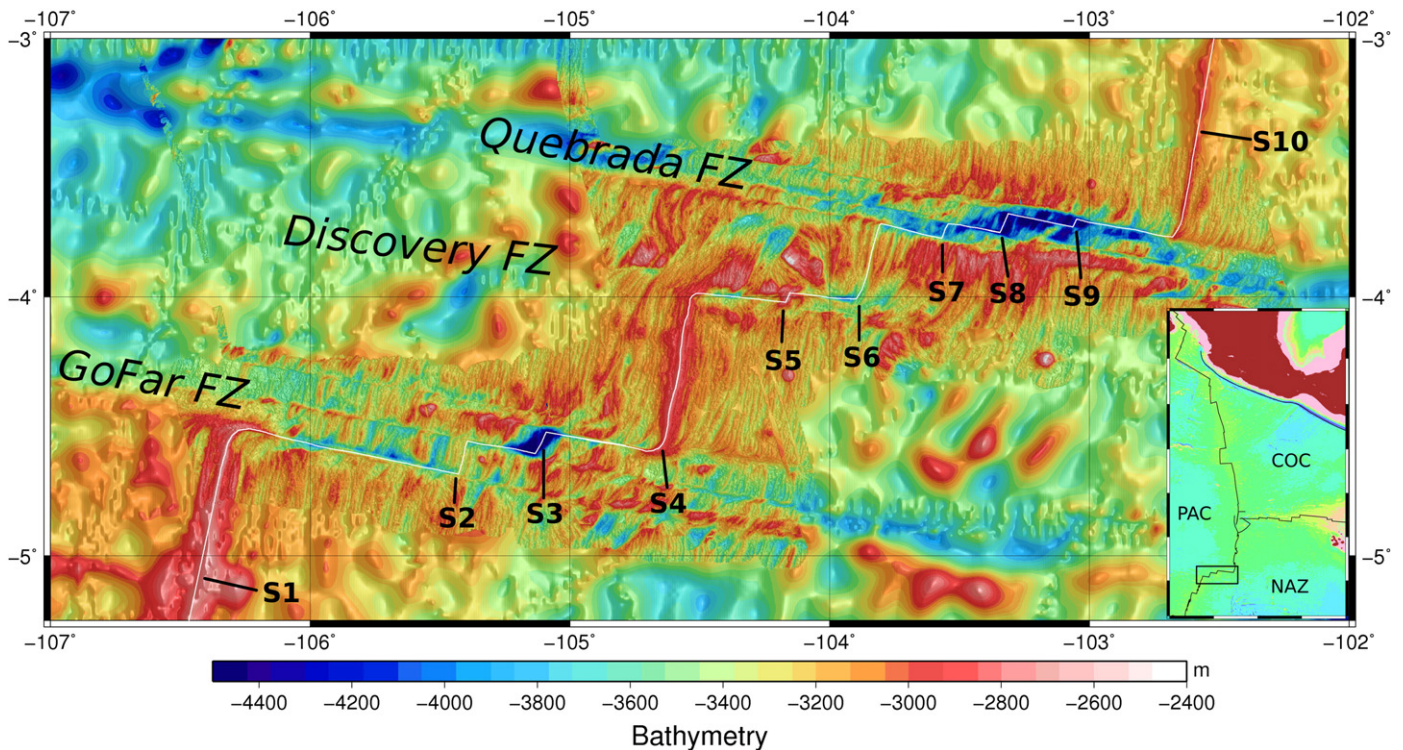 −107° −106° −105° −104° −103° −102°
−3°
Quebrada FZ
S10
Discovery FZ
S7 S8 S9
−4°
−4°
S5 S6
GoFar FZ
COC
PAC
S2 S3 S4
−5°
−5°
NAZ
S1
−107° −106° −105° −104° −103° −102°
m
−4400 −4200 −4000 −3800 −3600 −3400 −3200 −3000 −2800 −2600 −2400
Bathymetry